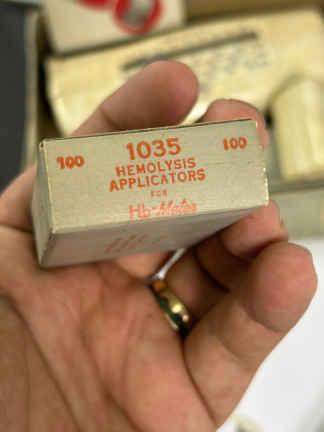 100 1035 100
HEMOLYSIS
APPLICATORS
FOR
Hb-Meter